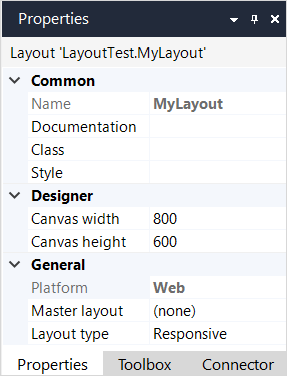 Properties
Layout 'LayoutTest.MyLayout'
Common
Name MyLayout
Documentation
Class
Style
Designer
Canvas width 800
Canvas height 600
General
Platform Web
Master layout (none)
Layout type Responsive
Properties Toolbox Connector